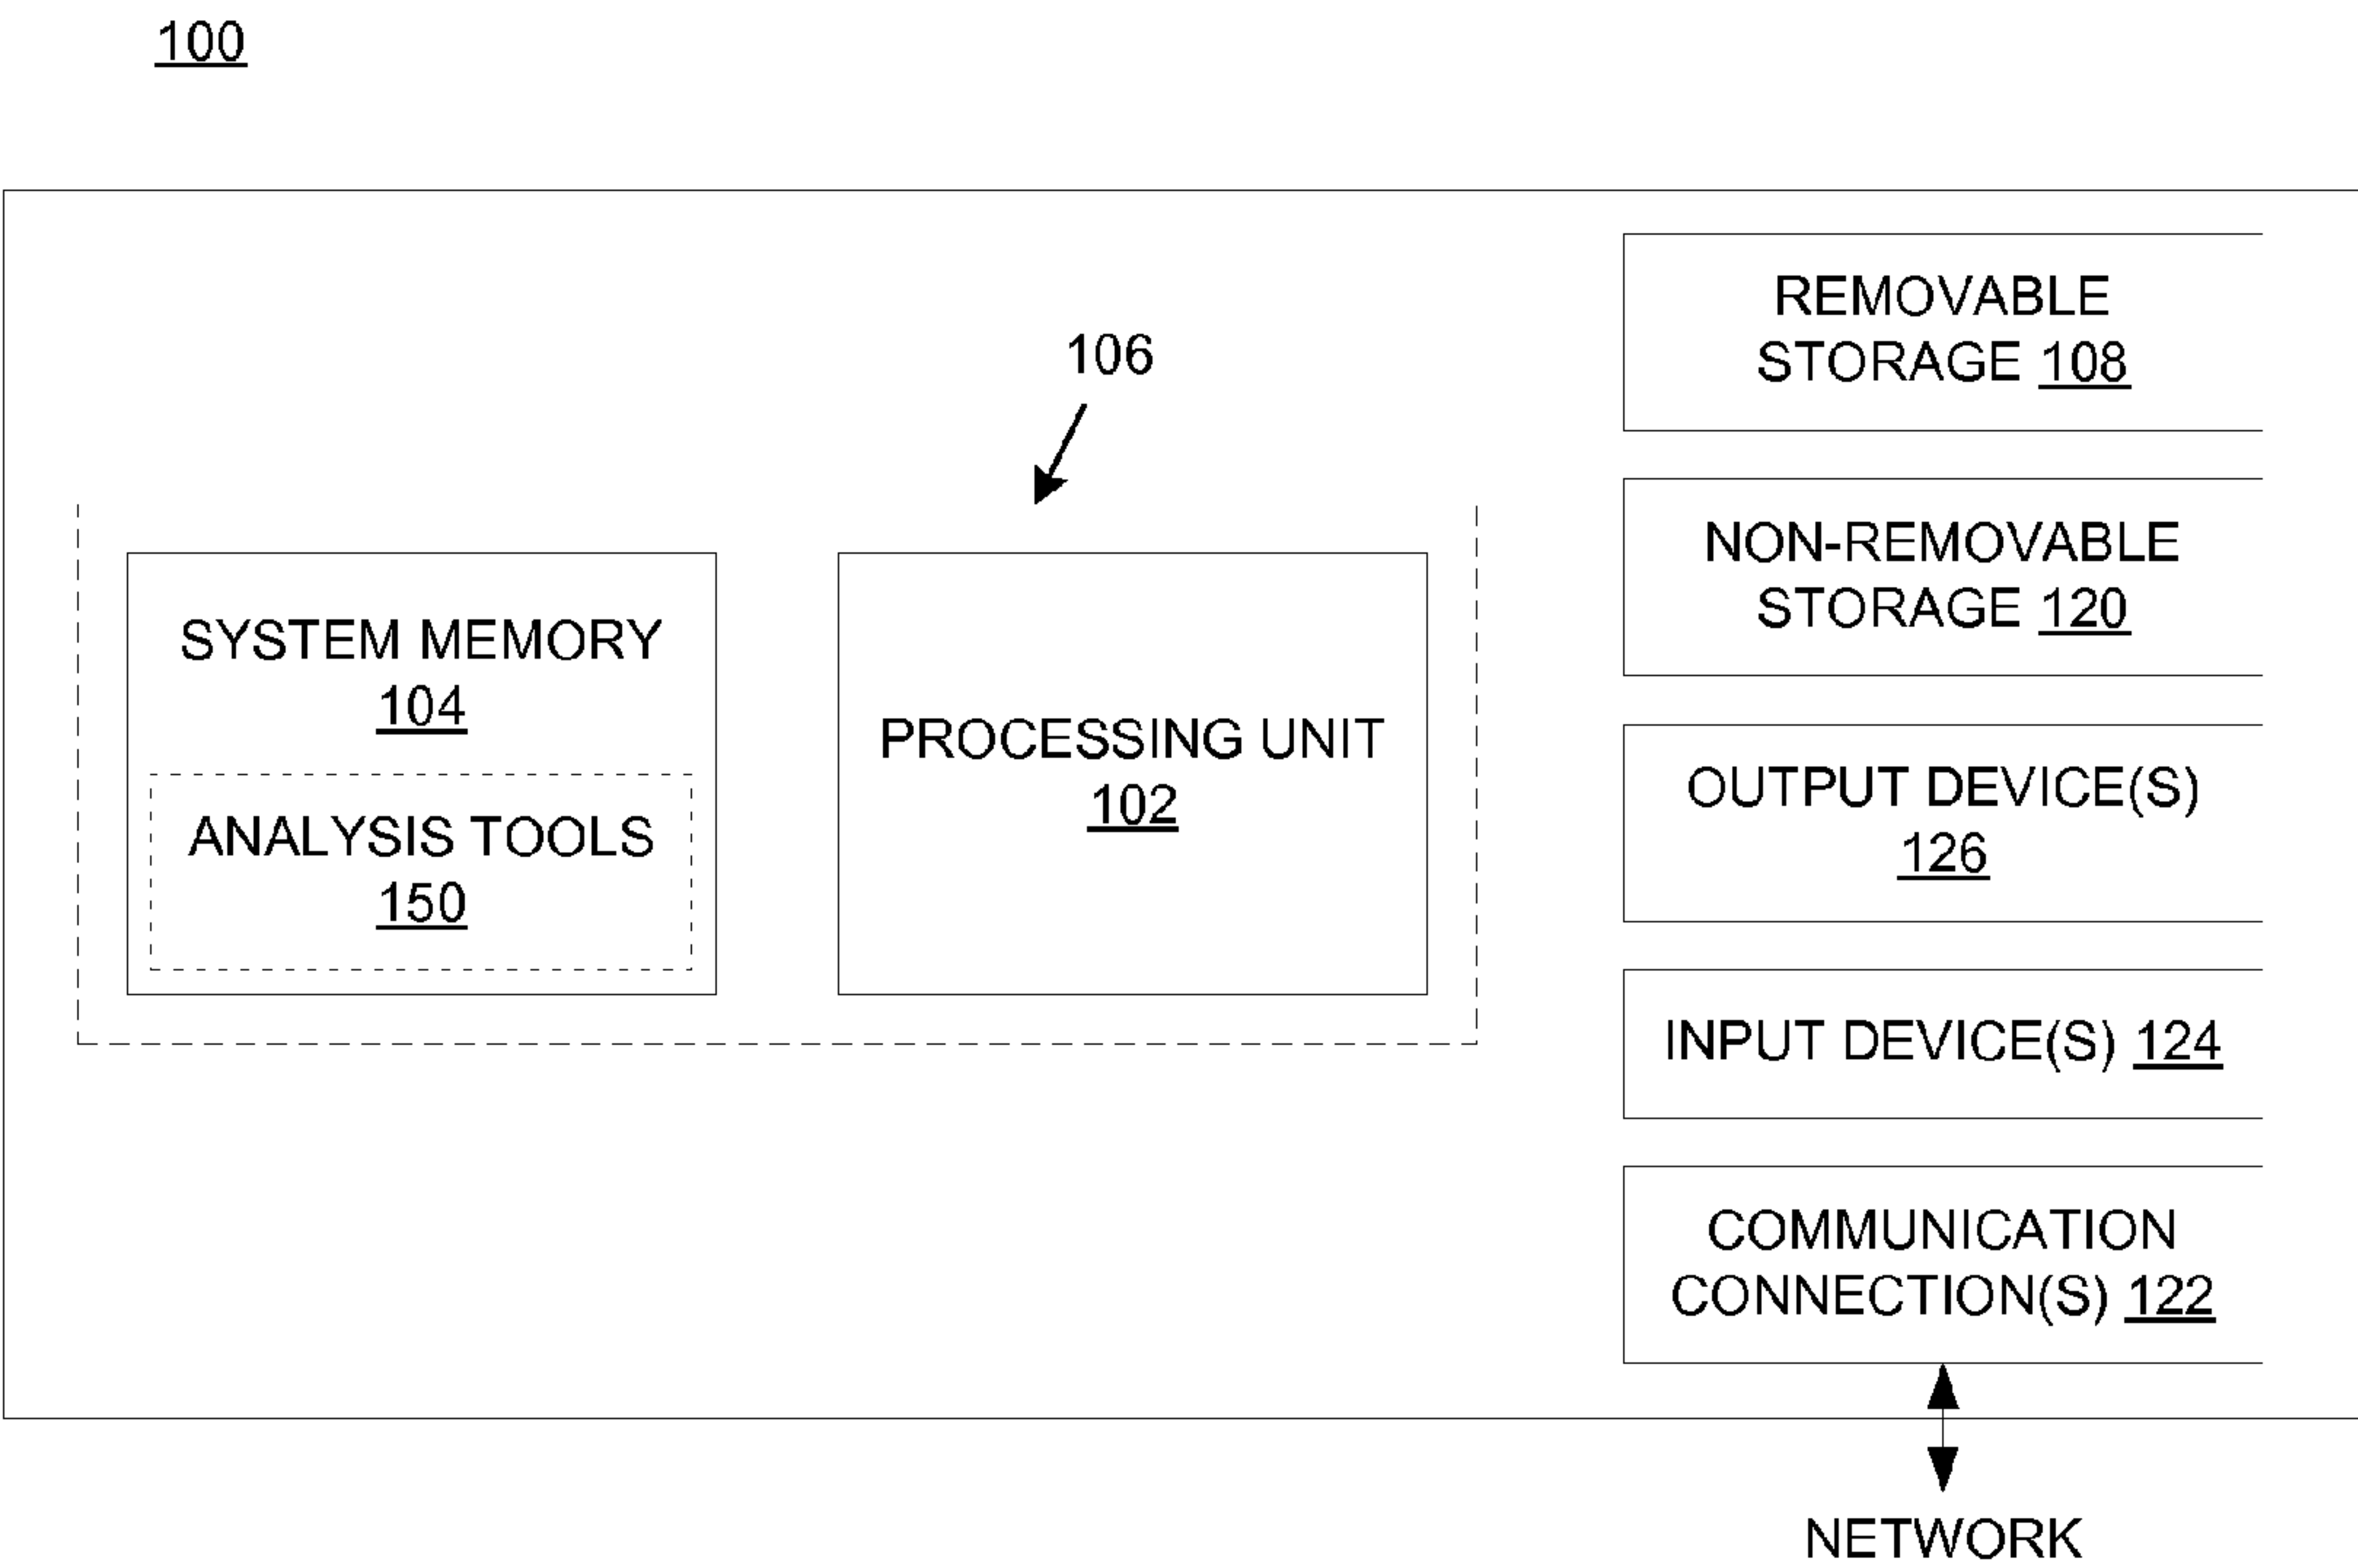 100
106
SYSTEM MEMORY
104
ANALYSIS TOOLS
150
PROCESSING UNIT
102
REMOVABLE
STORAGE 108
NON-REMOVABLE
STORAGE 120
OUTPUT DEVICE(S)
126
INPUT DEVICE(S) 124
COMMUNICATION
CONNECTION(S) 122
NETWORK